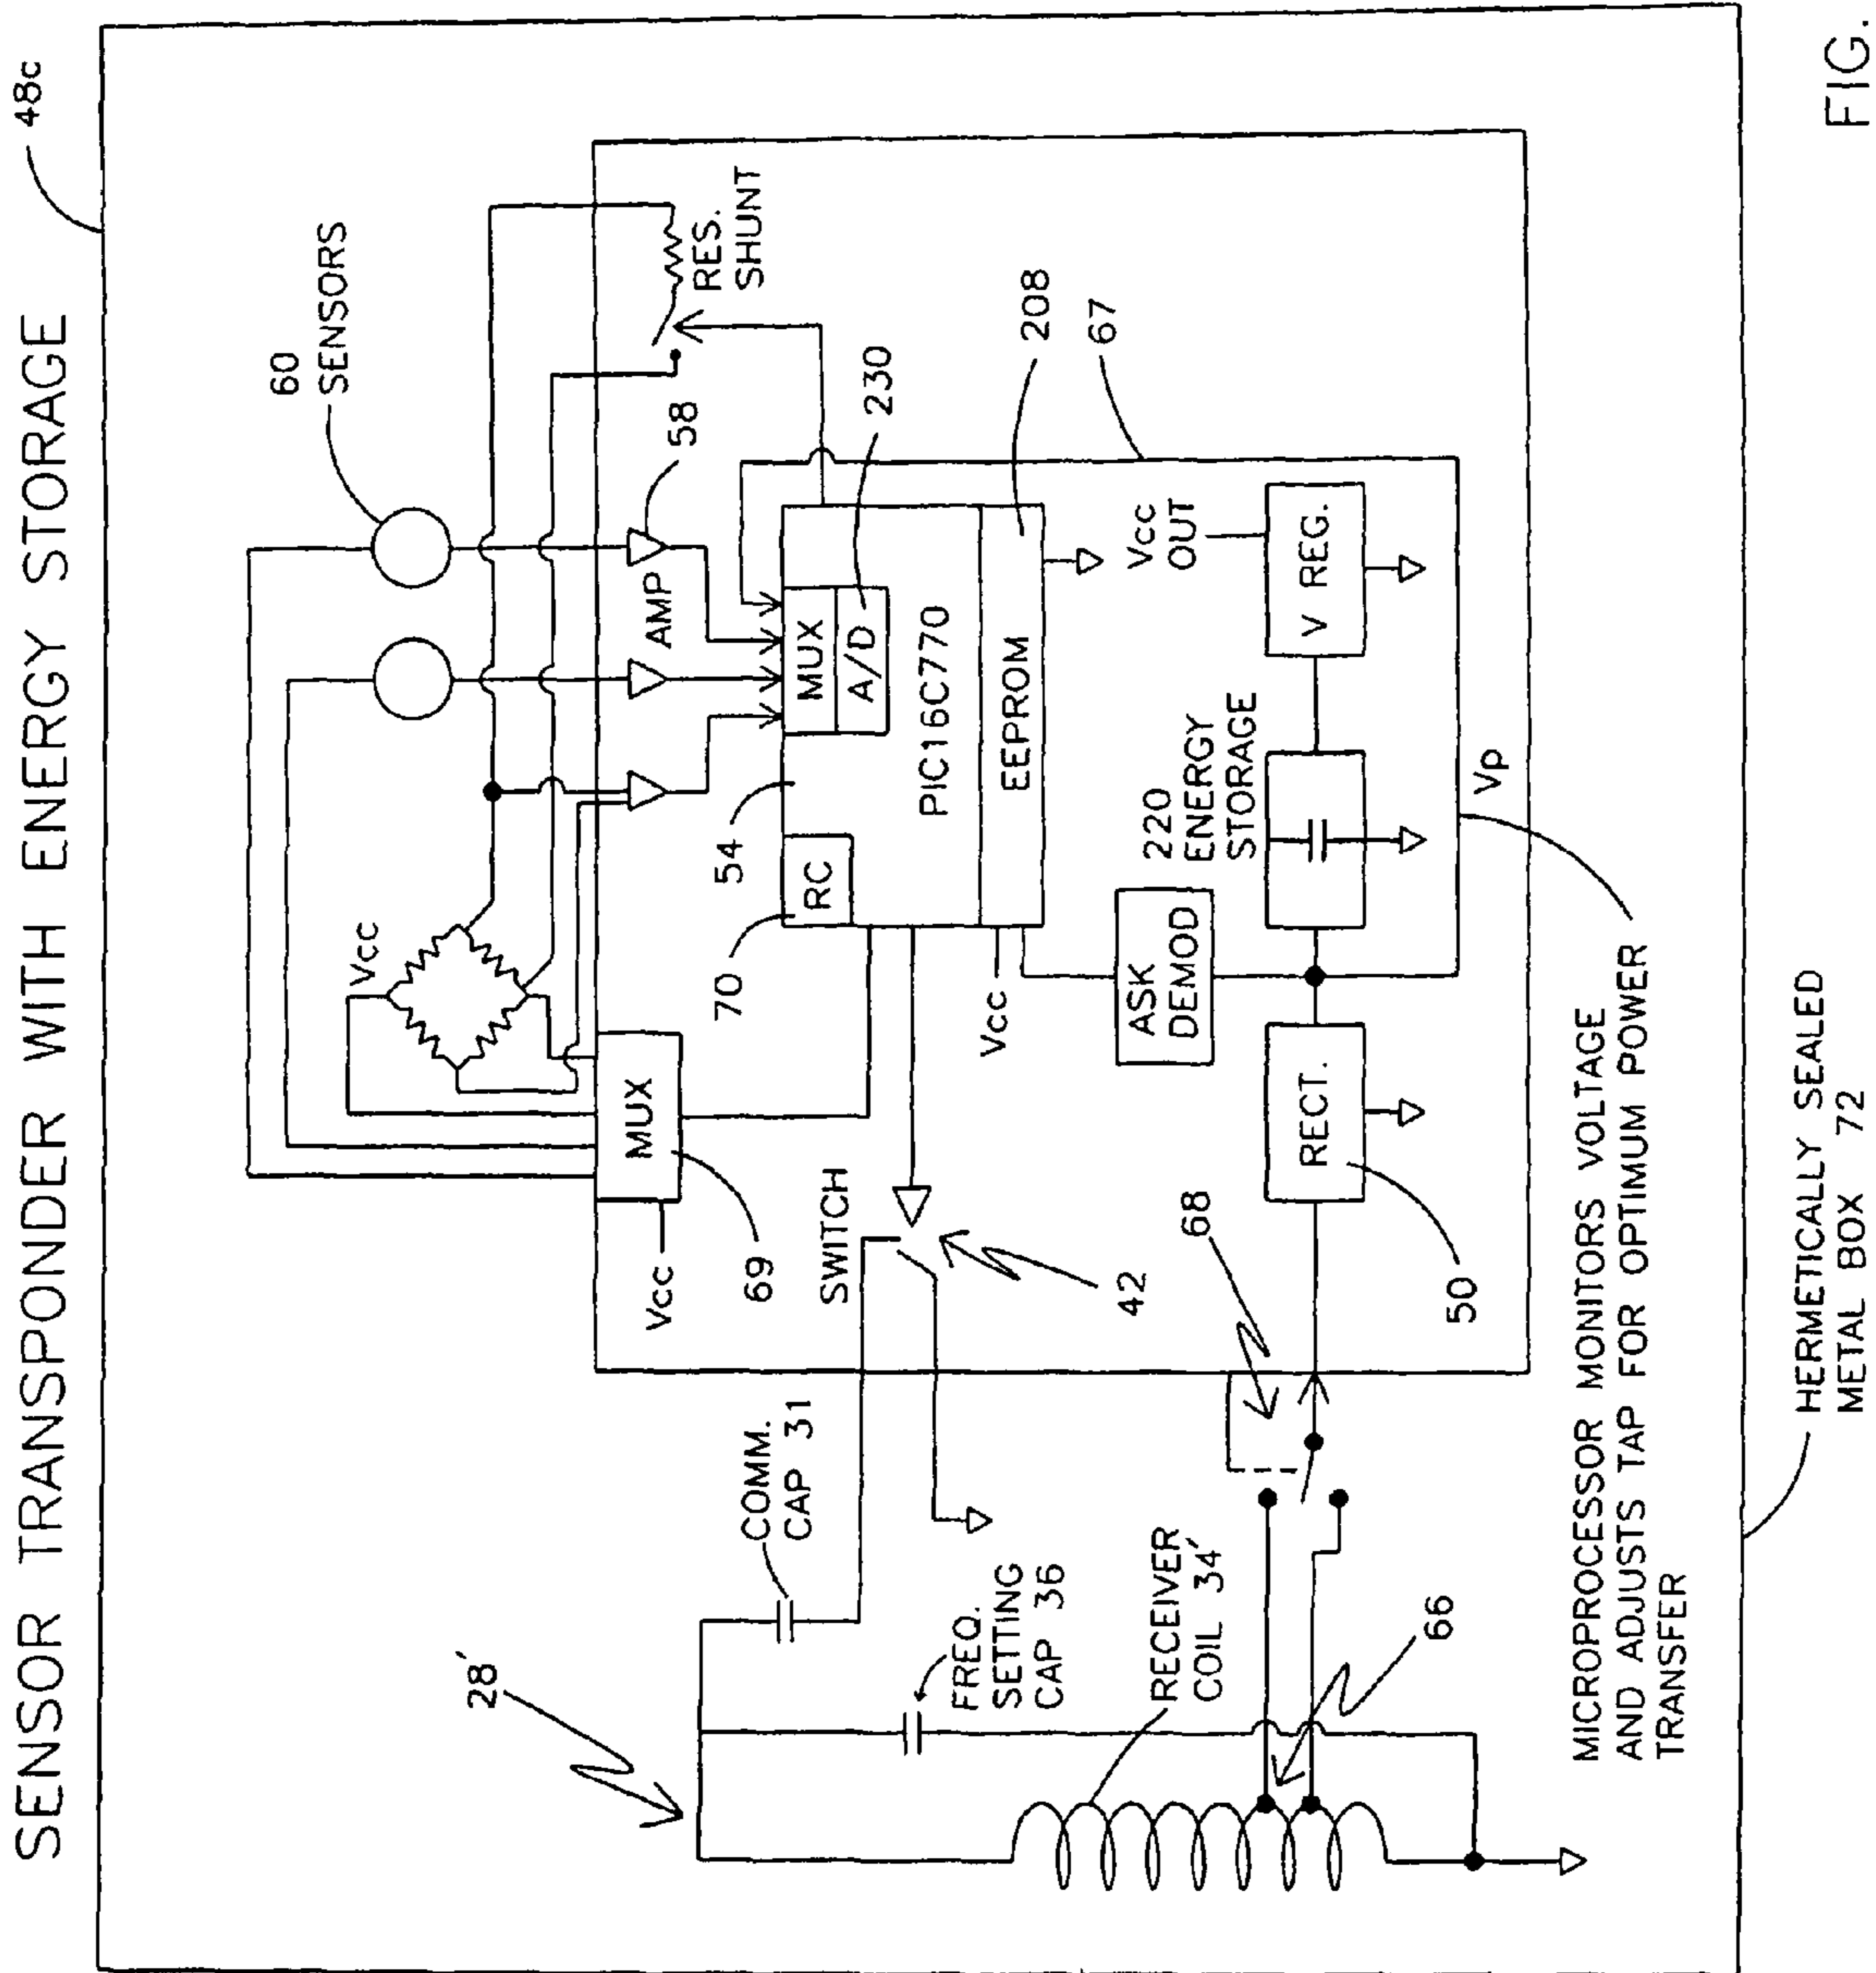 SENSOR TRANSPONDER WITH ENERGY STORAGE
48c
60
SENSORS
Vcc
RES.
SHUNT
58
AMP
230
MUX
69
Vcc
70
54
RC
MUX
A/D
PIC16C770
EEPROM
208
67
SWITCH
42
COMM.
CAP 31
28'
FREQ.
SETTING
CAP 36
RECEIVER
COIL 34'
66
68
Vcc
ASK
DEMOD
220
ENERGY
STORAGE
Vcc
OUT
RECT.
50
V REG.
Vp
MICROPROCESSOR MONITORS VOLTAGE
AND ADJUSTS TAP FOR OPTIMUM POWER
TRANSFER
HERMETICALLY SEALED
METAL BOX 72
FIG.